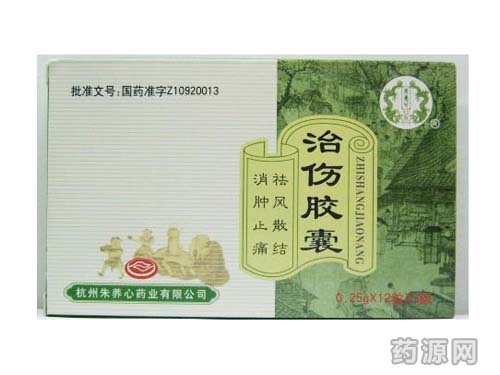 批准文号:国药准字Z10920013
治伤胶囊
ZHISHANGJIAONANG
祛风散结
消肿止痛
®
杭州朱养心药业有限公司
药源网